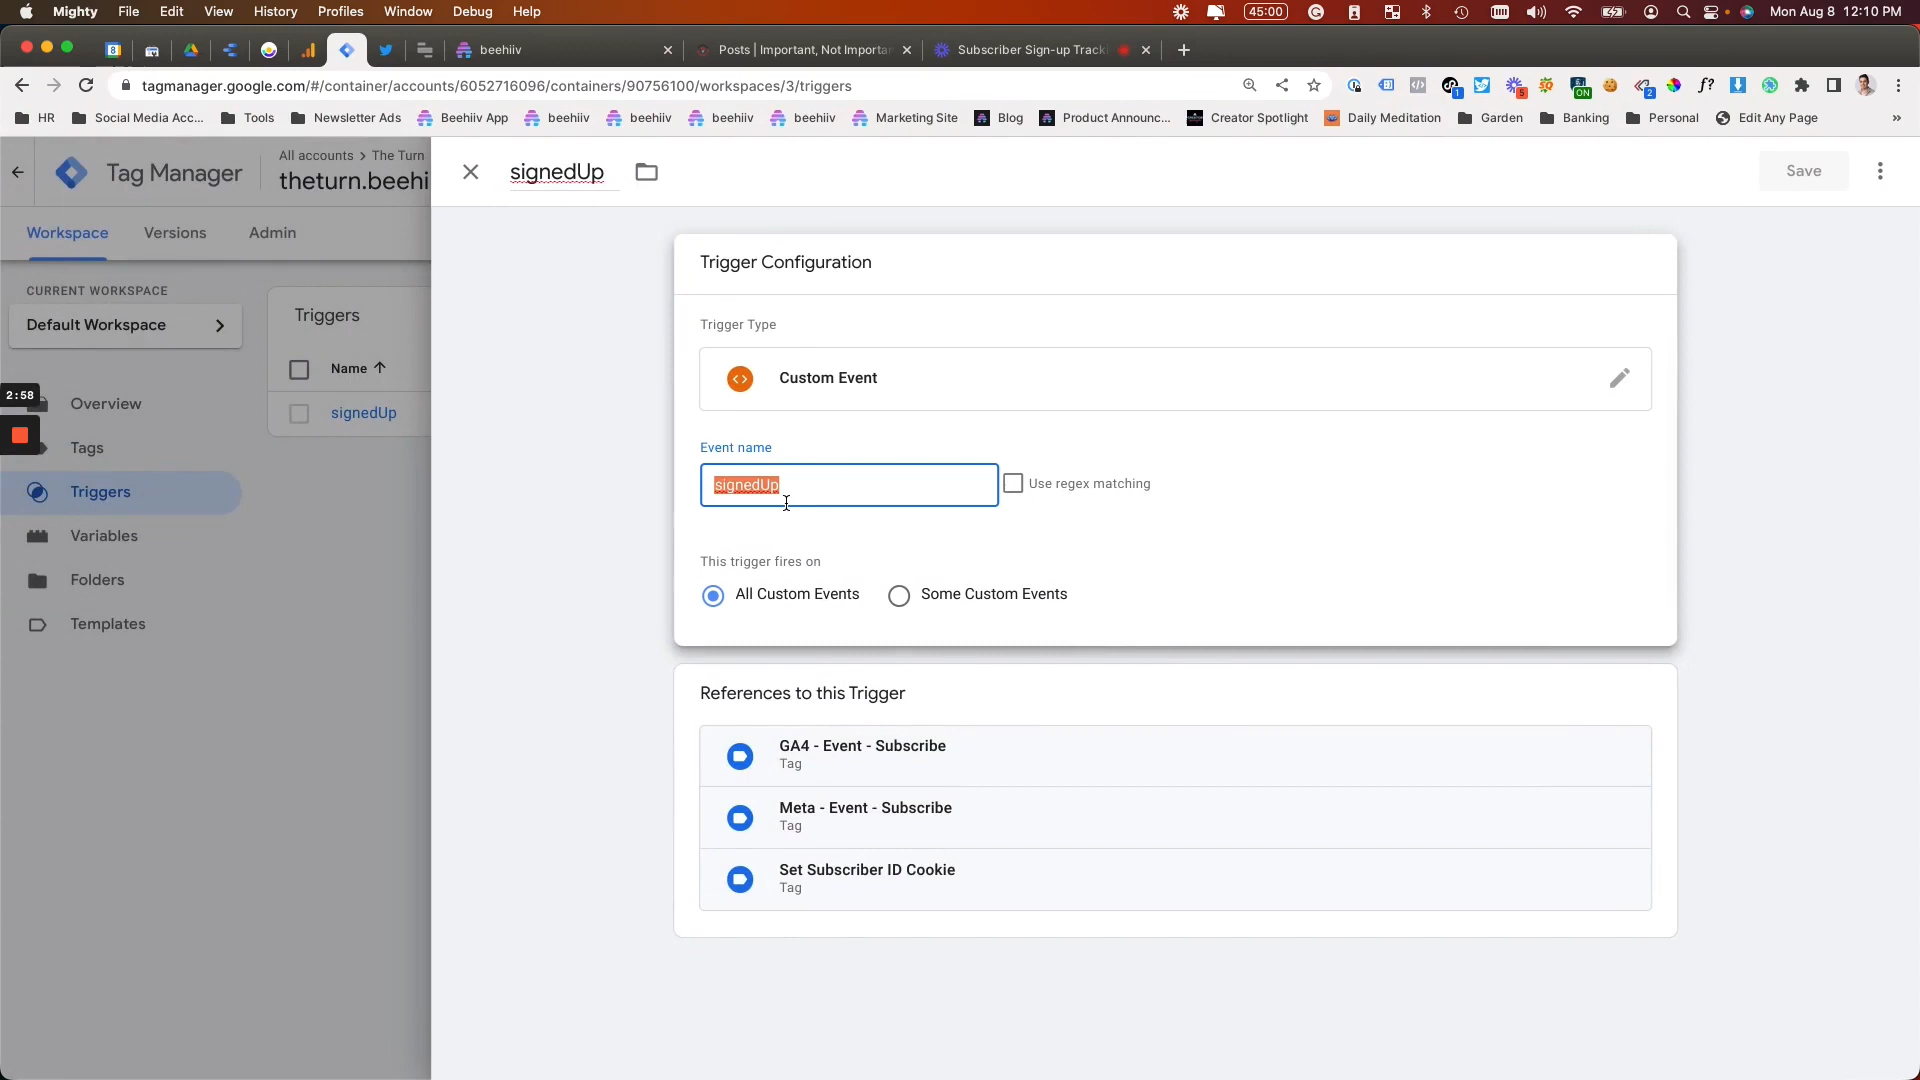 Mighty File Edit View History Profiles Window Debug Help 45:00 Mon Aug 8 12:10 PM
8 beehiiv Posts | Important, Not Importa Subscriber Sign-up Track
tagmanager.google.com/#/container/accounts/6052716096/containers/90756100/workspaces/3/triggers 1 5 ON 2 f?
HR Social Media Acc... Tools Newsletter Ads Beehiiv App beehiiv beehiiv beehiiv beehiiv Marketing Site Blog Product Announc... Creator Spotlight Daily Meditation Garden Banking Personal Edit Any Page »
Tag Manager
All accounts > The Turn
theturn.beehi
signedUp
Save
Workspace Versions Admin
CURRENT WORKSPACE
Default Workspace
2:58
Overview
Tags
Triggers
Variables
Folders
Templates
Triggers
Name
signedUp
Trigger Configuration
Trigger Type
Custom Event
Event name
signedUp
Use regex matching
This trigger fires on
All Custom Events
Some Custom Events
References to this Trigger
GA4 - Event - Subscribe
Tag
Meta - Event - Subscribe
Tag
Set Subscriber ID Cookie
Tag